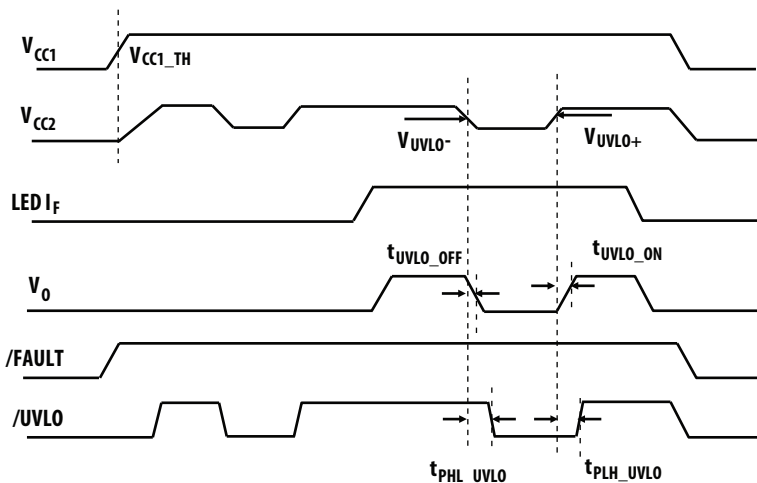 VCC1
VCC1_TH
VCC2
VUVLO-
VUVLO+
LED IF
tUVLO_OFF
tUVLO_ON
VO
/FAULT
/UVLO
tPHL_UVLO
tPLH_UVLO